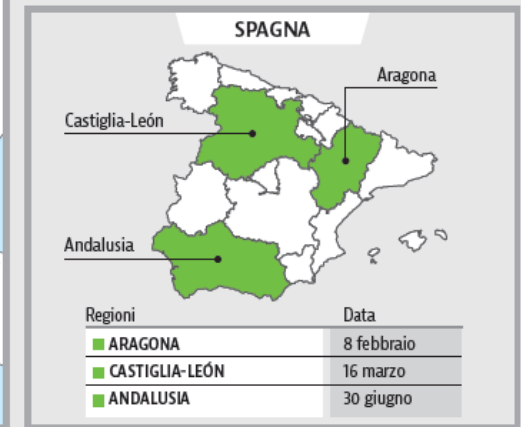 SPAGNA
Aragona
Castiglia-León
Andalusia
Regioni Data
ARAGONA 8 febbraio
CASTIGLIA-LEÓN 16 marzo
ANDALUSIA 30 giugno